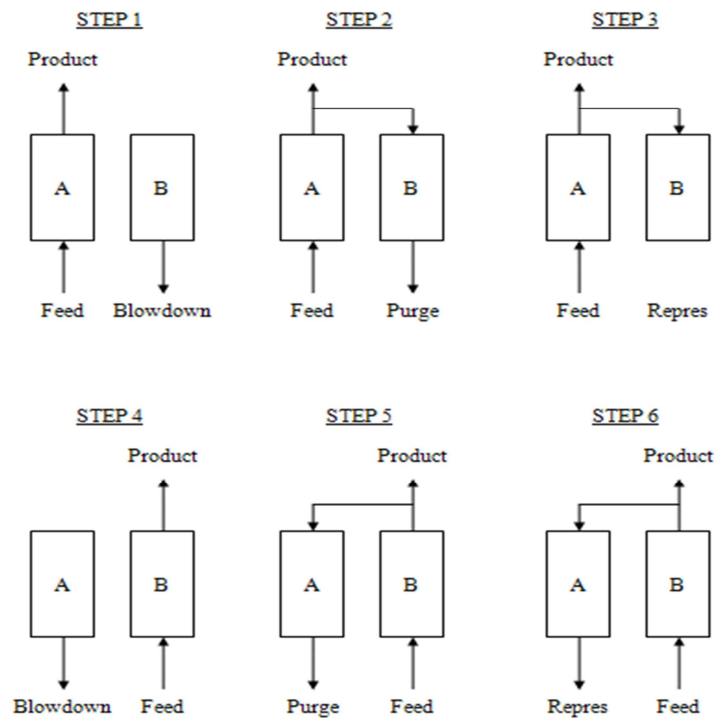 STEP 1 STEP 2 STEP 3
Product Product Product
A B A B A B
Feed Blowdown Feed Purge Feed Repres
STEP 4 STEP 5 STEP 6
Product Product Product
A B A B A B
Blowdown Feed Purge Feed Repres Feed